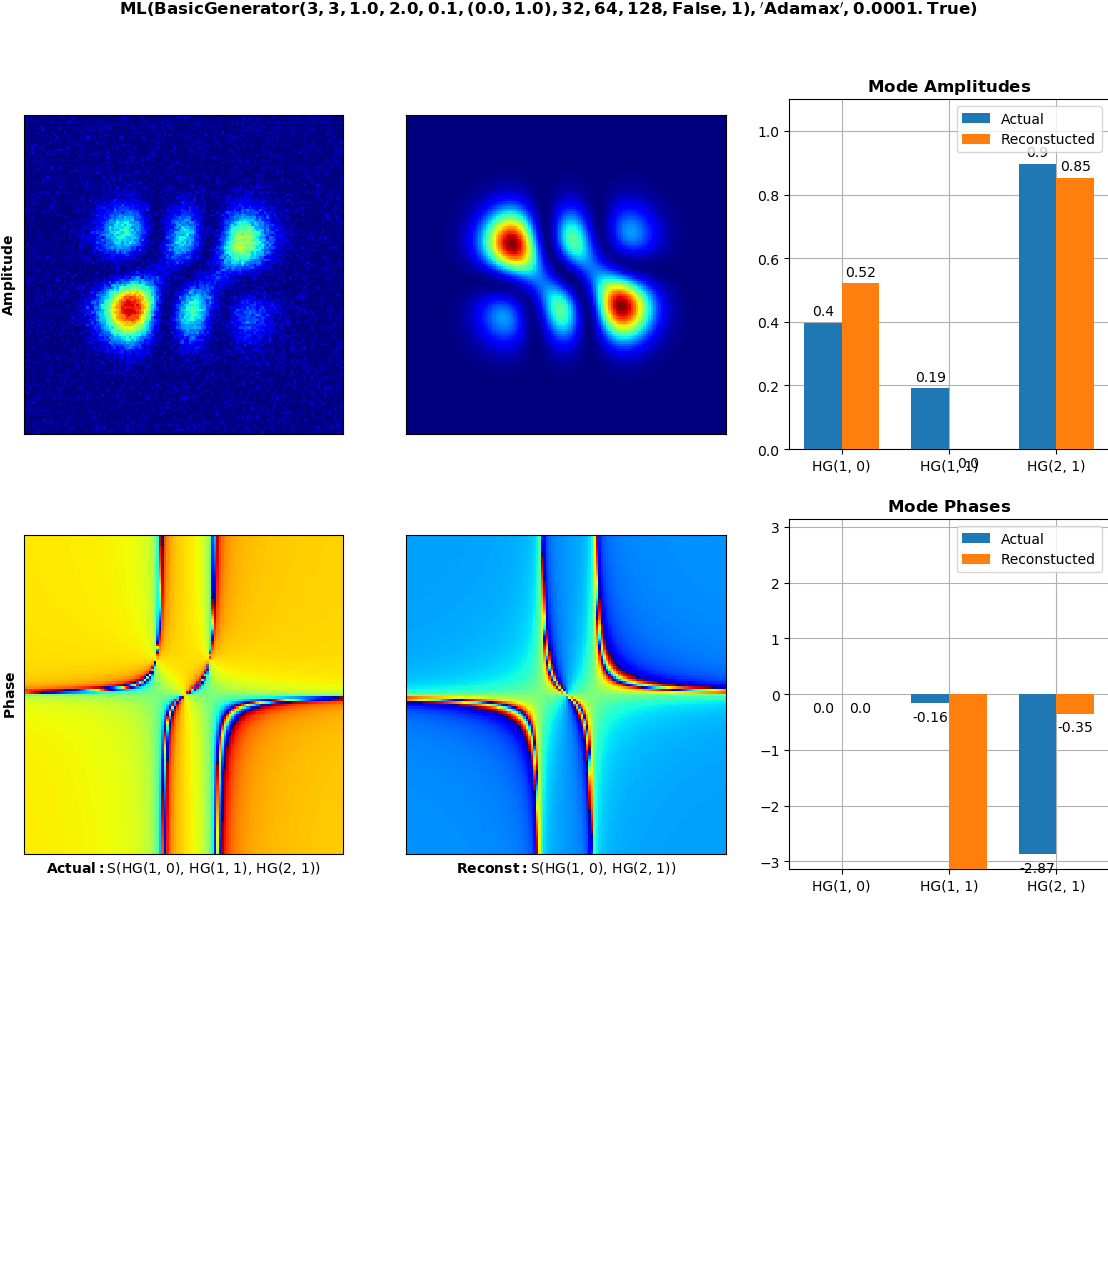 ML(BasicGenerator(3, 3, 1.0, 2.0, 0.1, (0.0, 1.0), 32, 64, 128, False, 1), 'Adamax', 0.0001. True)
Amplitude
Mode Amplitudes
Actual
Reconstucted
1.0
0.8
0.6
0.4
0.2
0.0
0.4
0.52
0.19
0.0
0.9
0.85
HG(1, 0)
HG(1, 1)
HG(2, 1)
Phase
Actual: S(HG(1, 0), HG(1, 1), HG(2, 1))
Reconst: S(HG(1, 0), HG(2, 1))
Mode Phases
Actual
Reconstucted
3
2
1
0
−1
−2
−3
0.0
0.0
-0.16
-2.87
-0.35
HG(1, 0)
HG(1, 1)
HG(2, 1)